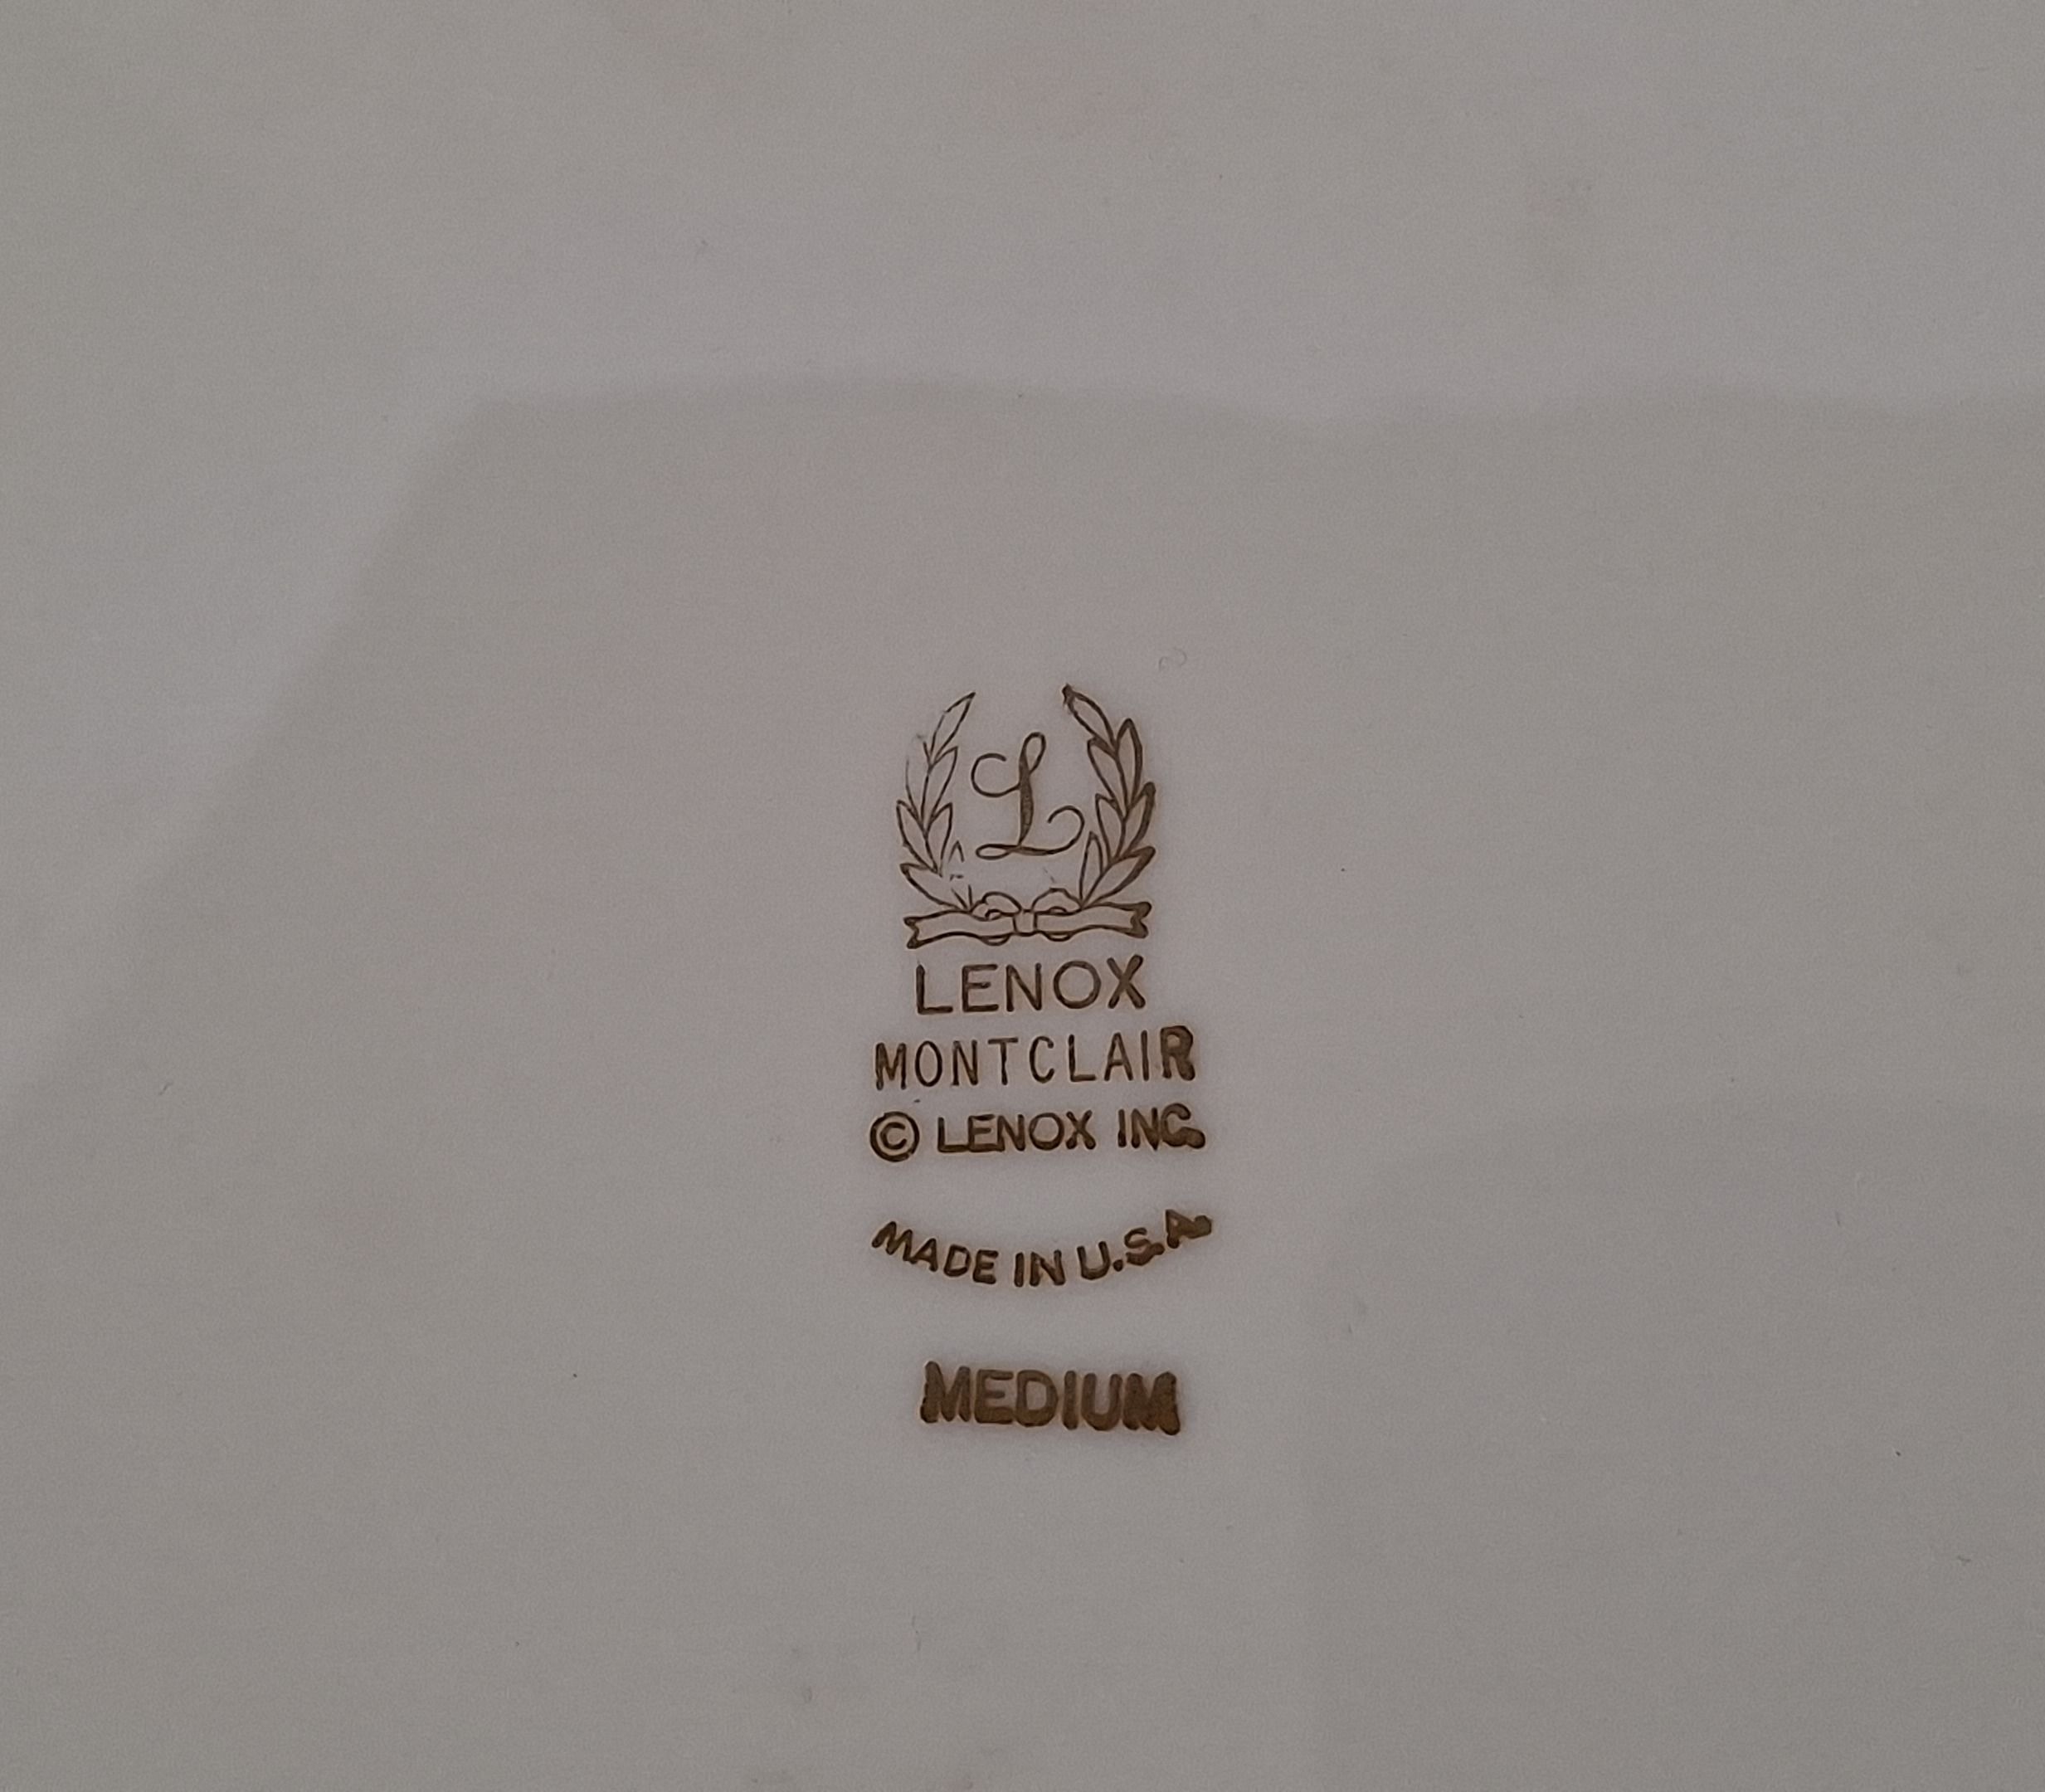 L
LENOX
MONTCLAIR
© LENOX INC.
MADE IN U.S.A.
MEDIUM